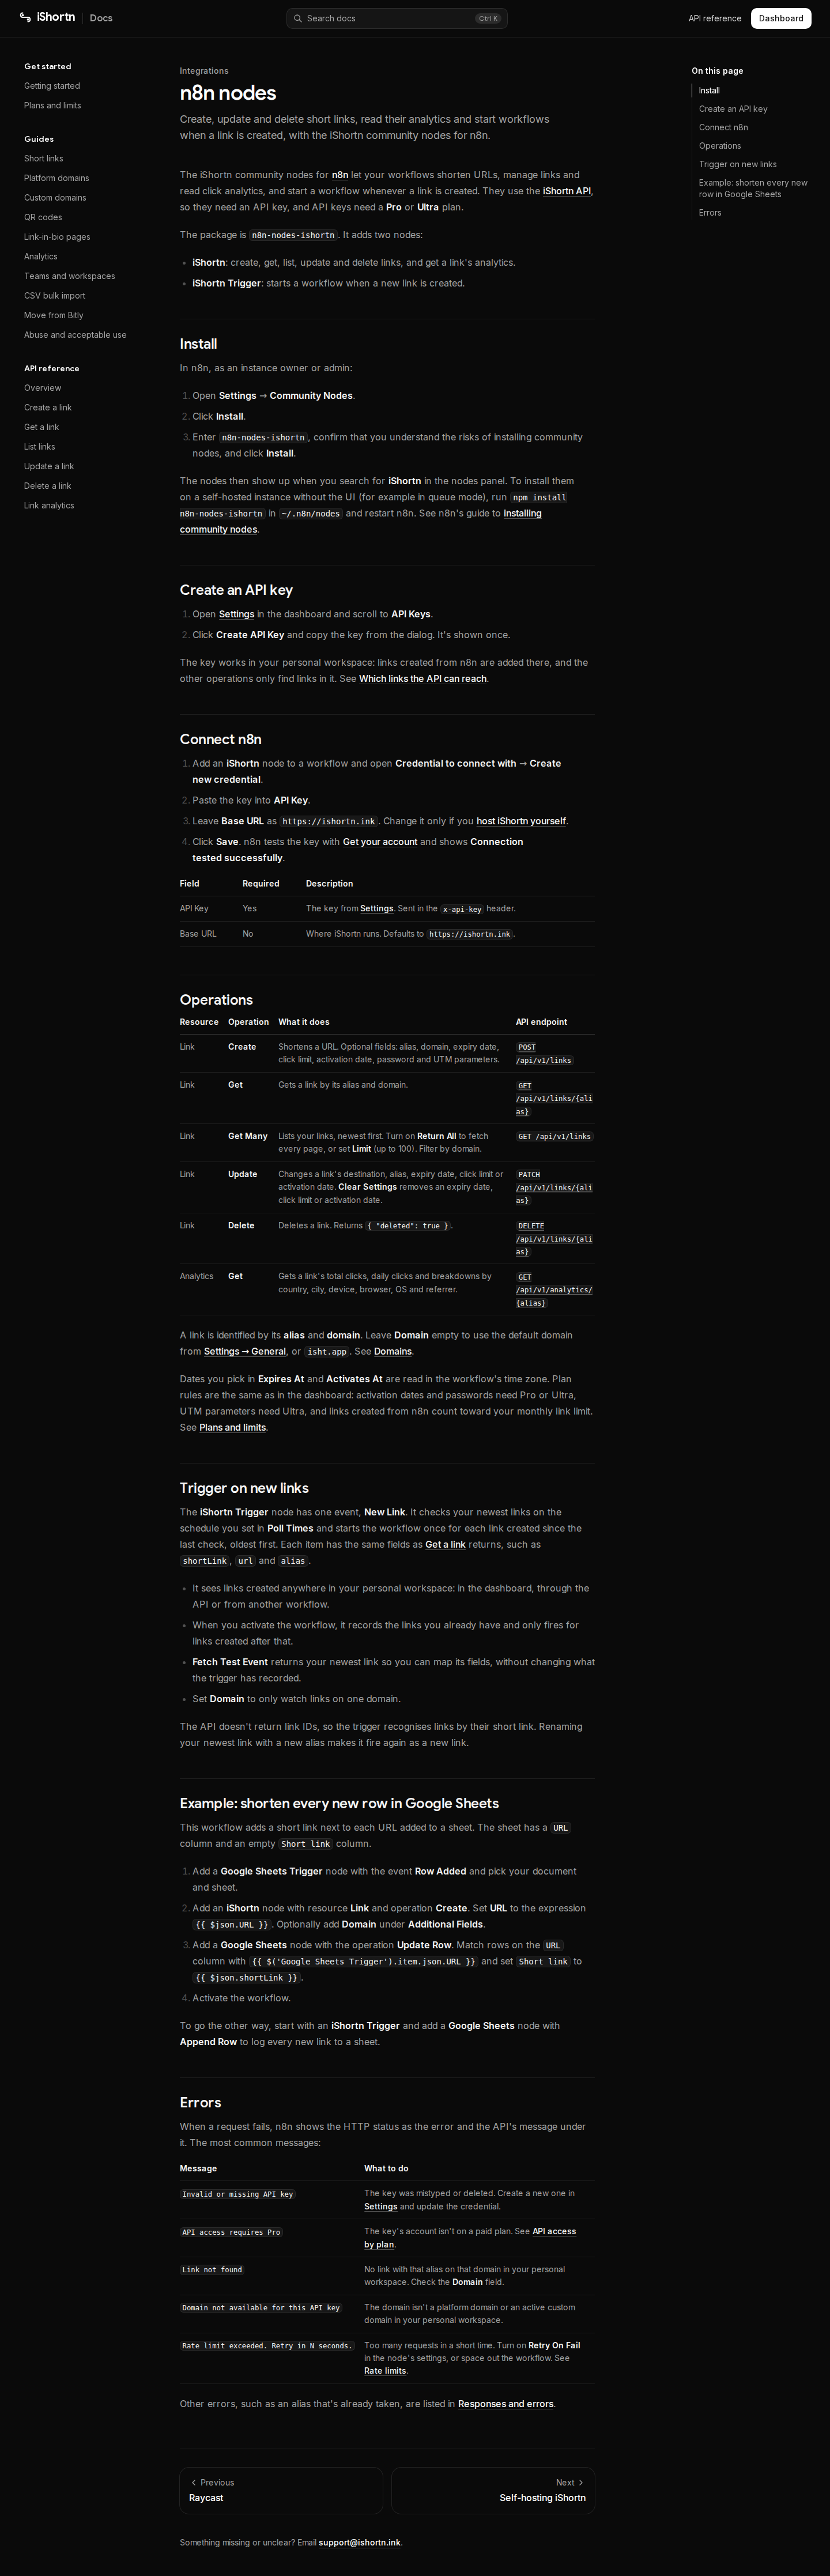 iShortn
Docs
Search docs
Ctrl K
API reference
Dashboard
Get started
Getting started
Plans and limits
Guides
Short links
Platform domains
Custom domains
QR codes
Link-in-bio pages
Analytics
Teams and workspaces
CSV bulk import
Move from Bitly
Abuse and acceptable use
API reference
Overview
Create a link
Get a link
List links
Update a link
Delete a link
Link analytics
Integrations
n8n nodes
Create, update and delete short links, read their analytics and start workflows
when a link is created, with the iShortn community nodes for n8n.
The iShortn community nodes for n8n let your workflows shorten URLs, manage links and
read click analytics, and start a workflow whenever a link is created. They use the iShortn API,
so they need an API key, and API keys need a Pro or Ultra plan.
The package is n8n-nodes-ishortn. It adds two nodes:
• iShortn: create, get, list, update and delete links, and get a link's analytics.
• iShortn Trigger: starts a workflow when a new link is created.
Install
In n8n, as an instance owner or admin:
1. Open Settings → Community Nodes.
2. Click Install.
3. Enter n8n-nodes-ishortn, confirm that you understand the risks of installing community
nodes, and click Install.
The nodes then show up when you search for iShortn in the nodes panel. To install them
on a self-hosted instance without the UI (for example in queue mode), run npm install
n8n-nodes-ishortn in ~/.n8n/nodes and restart n8n. See n8n's guide to installing
community nodes.
Create an API key
1. Open Settings in the dashboard and scroll to API Keys.
2. Click Create API Key and copy the key from the dialog. It's shown once.
The key works in your personal workspace: links created from n8n are added there, and the
other operations only find links in it. See Which links the API can reach.
Connect n8n
1. Add an iShortn node to a workflow and open Credential to connect with → Create
new credential.
2. Paste the key into API Key.
3. Leave Base URL as https://ishortn.ink. Change it only if you host iShortn yourself.
4. Click Save. n8n tests the key with Get your account and shows Connection
tested successfully.
Field Required Description
API Key Yes The key from Settings. Sent in the x-api-key header.
Base URL No Where iShortn runs. Defaults to https://ishortn.ink.
Operations
Resource Operation What it does API endpoint
Link Create Shortens a URL. Optional fields: alias, domain, expiry date, POST
click limit, activation date, password and UTM parameters. /api/v1/links
Link Get Gets a link by its alias and domain. GET
/api/v1/links/{ali
as}
Link Get Many Lists your links, newest first. Turn on Return All to fetch GET /api/v1/links
every page, or set Limit (up to 100). Filter by domain.
Link Update Changes a link's destination, alias, expiry date, click limit or PATCH
activation date. Clear Settings removes an expiry date, /api/v1/links/{ali
click limit or activation date. as}
Link Delete Deletes a link. Returns { "deleted": true }. DELETE
/api/v1/links/{ali
as}
Analytics Get Gets a link's total clicks, daily clicks and breakdowns by GET
country, city, device, browser, OS and referrer. /api/v1/analytics/
{alias}
A link is identified by its alias and domain. Leave Domain empty to use the default domain
from Settings → General, or isht.app. See Domains.
Dates you pick in Expires At and Activates At are read in the workflow's time zone. Plan
rules are the same as in the dashboard: activation dates and passwords need Pro or Ultra,
UTM parameters need Ultra, and links created from n8n count toward your monthly link limit.
See Plans and limits.
Trigger on new links
The iShortn Trigger node has one event, New Link. It checks your newest links on the
schedule you set in Poll Times and starts the workflow once for each link created since the
last check, oldest first. Each item has the same fields as Get a link returns, such as
shortLink, url and alias.
• It sees links created anywhere in your personal workspace: in the dashboard, through the
API or from another workflow.
• When you activate the workflow, it records the links you already have and only fires for
links created after that.
• Fetch Test Event returns your newest link so you can map its fields, without changing what
the trigger has recorded.
• Set Domain to only watch links on one domain.
The API doesn't return link IDs, so the trigger recognises links by their short link. Renaming
your newest link with a new alias makes it fire again as a new link.
Example: shorten every new row in Google Sheets
This workflow adds a short link next to each URL added to a sheet. The sheet has a URL
column and an empty Short link column.
1. Add a Google Sheets Trigger node with the event Row Added and pick your document
and sheet.
2. Add an iShortn node with resource Link and operation Create. Set URL to the expression
{{ $json.URL }}. Optionally add Domain under Additional Fields.
3. Add a Google Sheets node with the operation Update Row. Match rows on the URL
column with {{ $('Google Sheets Trigger').item.json.URL }} and set Short link to
{{ $json.shortLink }}.
4. Activate the workflow.
To go the other way, start with an iShortn Trigger and add a Google Sheets node with
Append Row to log every new link to a sheet.
Errors
When a request fails, n8n shows the HTTP status as the error and the API's message under
it. The most common messages:
Message What to do
Invalid or missing API key The key was mistyped or deleted. Create a new one in
Settings and update the credential.
API access requires Pro The key's account isn't on a paid plan. See API access
by plan.
Link not found No link with that alias on that domain in your personal
workspace. Check the Domain field.
Domain not available for this API key The domain isn't a platform domain or an active custom
domain in your personal workspace.
Rate limit exceeded. Retry in N seconds. Too many requests in a short time. Turn on Retry On Fail
in the node's settings, or space out the workflow. See
Rate limits.
Other errors, such as an alias that's already taken, are listed in Responses and errors.
Previous
Raycast
Next
Self-hosting iShortn
Something missing or unclear? Email support@ishortn.ink.
On this page
Install
Create an API key
Connect n8n
Operations
Trigger on new links
Example: shorten every new
row in Google Sheets
Errors